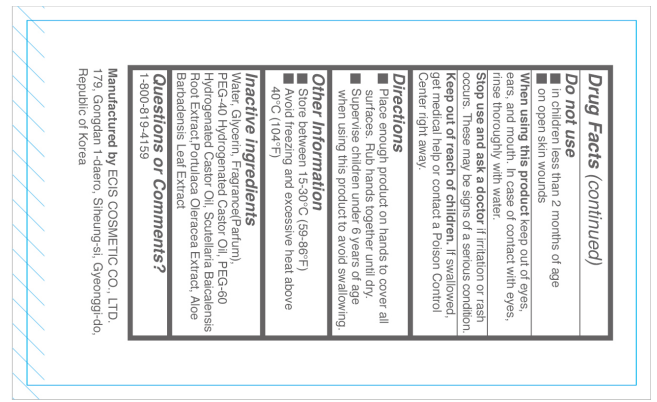 Drug Facts (continued)
Do not use
■ in children less than 2 months of age
■ on open skin wounds
When using this product keep out of eyes,
ears, and mouth. In case of contact with eyes,
rinse thoroughly with water.
Stop use and ask a doctor if irritation or rash
occurs. These may be signs of a serious condition.
Keep out of reach of children. If swallowed,
get medical help or contact a Poison Control
Center right away.
Directions
■ Place enough product on hands to cover all
surfaces. Rub hands together until dry.
■ Supervise children under 6 years of age
when using this product to avoid swallowing.
Other Information
■ Store between 15-30°C (59-86°F)
■ Avoid freezing and excessive heat above
40°C (104°F)
Inactive ingredients
Water, Glycerin, Fragrance(Parfum),
PEG-40 Hydrogenated Castor Oil, PEG-60
Hydrogenated Castor Oil, Scutellaria Baicalensis
Root Extract,Portulaca Oleracea Extract, Aloe
Barbadensis Leaf Extract
Questions or Comments?
1-800-819-4159
Manufactured by ECIS COSMETIC CO., LTD.
179, Gongdan 1-daero, Siheung-si, Gyeonggi-do,
Republic of Korea